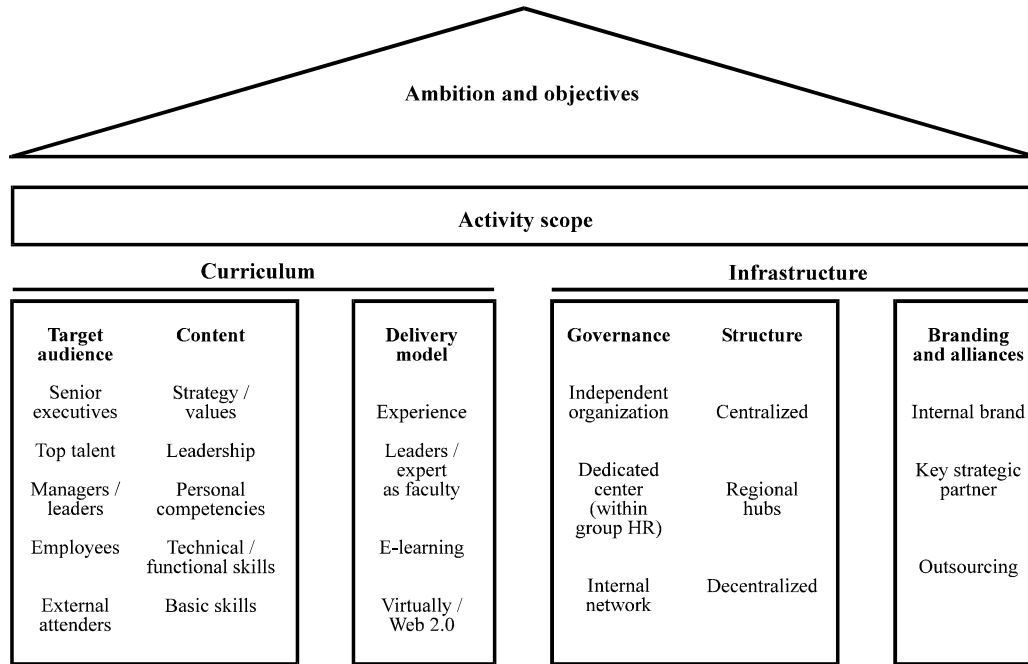 Ambition and objectives
Activity scope
Curriculum
Infrastructure
Target
audience
Senior
executives
Top talent
Managers /
leaders
Employees
External
attenders
Content
Strategy /
values
Leadership
Personal
competencies
Technical /
functional skills
Basic skills
Delivery
model
Experience
Leaders /
expert
as faculty
E-learning
Virtually /
Web 2.0
Governance
Independent
organization
Dedicated
center
(within
group HR)
Internal
network
Structure
Centralized
Regional
hubs
Decentralized
Branding
and alliances
Internal brand
Key strategic
partner
Outsourcing